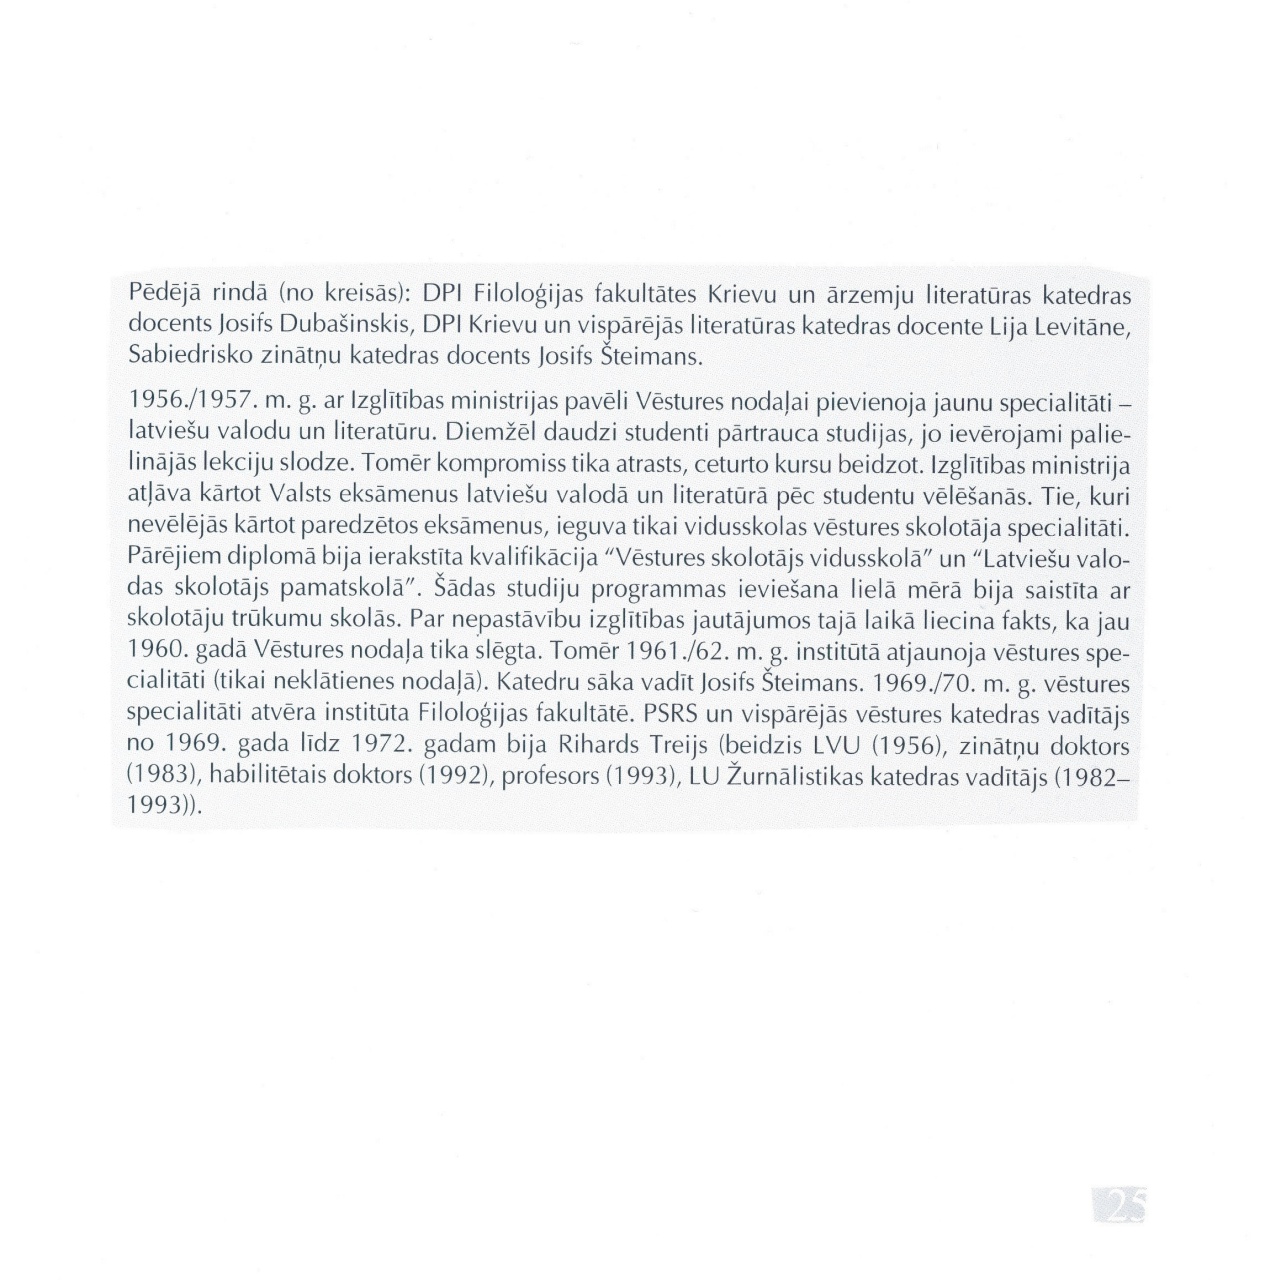 Pēdējā rindā (no kreisās): DPI Filoloģijas fakultātes Krievu un ārzemju literatūras katedras
docents Josifs Dubašinskis, DPI Krievu un vispārējās literatūras katedras docente Lija Levitāne,
Sabiedrisko zinātņu katedras docents Josifs Šteimans.
1956./1957. m. g. ar Izglītības ministrijas pavēli Vēstures nodaļai pievienoja jaunu specialitāti –
latviešu valodu un literatūru. Diemžēl daudzi studenti pārtrauca studijas, jo ievērojami palie-
linājās lekciju slodze. Tomēr kompromiss tika atrasts, ceturto kursu beidzot. Izglītības ministrija
atļāva kārtot Valsts eksāmenus latviešu valodā un literatūrā pēc studentu vēlēšanās. Tie, kuri
nevēlējās kārtot paredzētos eksāmenus, ieguva tikai vidusskolas vēstures skolotāja specialitāti.
Pārējiem diplomā bija ierakstīta kvalifikācija “Vēstures skolotājs vidusskolā” un “Latviešu valo-
das skolotājs pamatskolā”. Šādas studiju programmas ieviešana lielā mērā bija saistīta ar
skolotāju trūkumu skolās. Par nepastāvību izglītības jautājumos tajā laikā liecina fakts, ka jau
1960. gadā Vēstures nodaļa tika slēgta. Tomēr 1961./62. m. g. institūtā atjaunoja vēstures spe-
cialitāti (tikai neklātienes nodaļā). Katedru sāka vadīt Josifs Šteimans. 1969./70. m. g. vēstures
specialitāti atvēra institūta Filoloģijas fakultātē. PSRS un vispārējās vēstures katedras vadītājs
no 1969. gada līdz 1972. gadam bija Rihards Treijs (beidzis LVU (1956), zinātņu doktors
(1983), habilitētais doktors (1992), profesors (1993), LU Žurnālistikas katedras vadītājs (1982–
1993)).
25